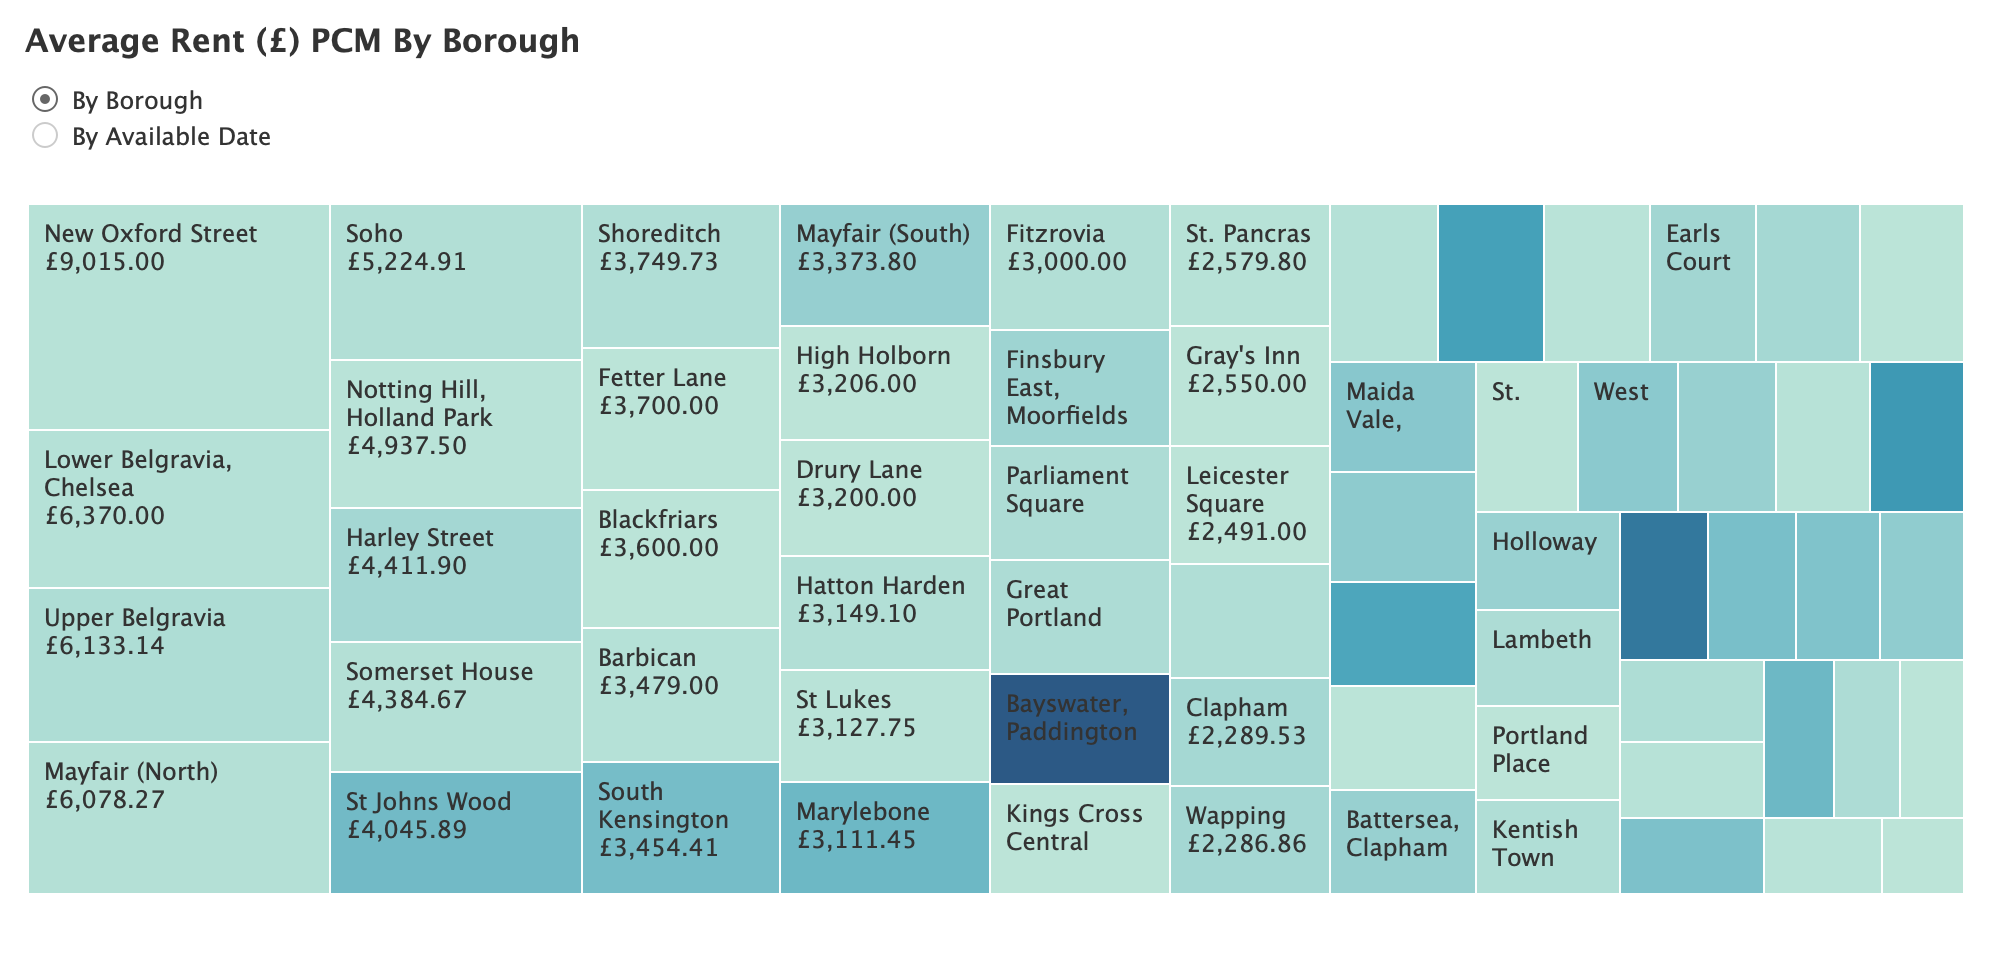 Average Rent (£) PCM By Borough
By Borough
By Available Date
New Oxford Street
£9,015.00
Lower Belgravia,
Chelsea
£6,370.00
Upper Belgravia
£6,133.14
Mayfair (North)
£6,078.27
Soho
£5,224.91
Notting Hill,
Holland Park
£4,937.50
Harley Street
£4,411.90
Somerset House
£4,384.67
St Johns Wood
£4,045.89
Shoreditch
£3,749.73
Fetter Lane
£3,700.00
Blackfriars
£3,600.00
Barbican
£3,479.00
South
Kensington
£3,454.41
Mayfair (South)
£3,373.80
High Holborn
£3,206.00
Drury Lane
£3,200.00
Hatton Harden
£3,149.10
St Lukes
£3,127.75
Marylebone
£3,111.45
Fitzrovia
£3,000.00
Finsbury
East,
Moorfields
Parliament
Square
Great
Portland
Bayswater,
Paddington
Kings Cross
Central
St. Pancras
£2,579.80
Gray's Inn
£2,550.00
Leicester
Square
£2,491.00
Clapham
£2,289.53
Wapping
£2,286.86
Earls
Court
Maida
Vale,
Battersea,
Clapham
St.
West
Holloway
Lambeth
Portland
Place
Kentish
Town